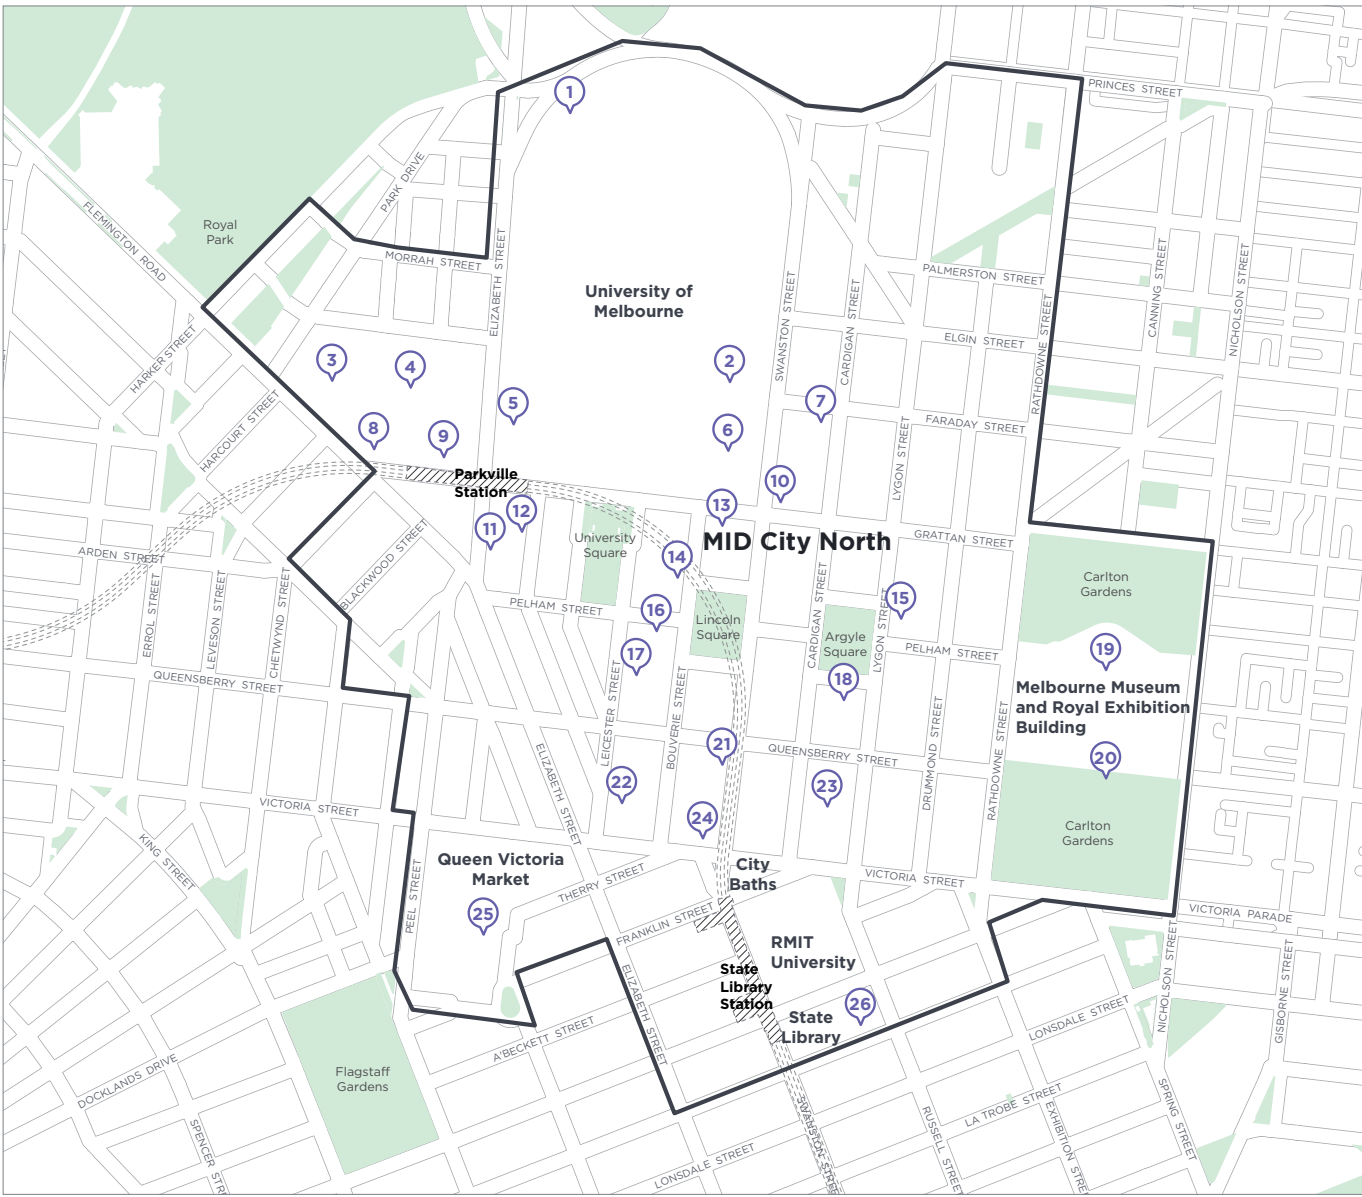 PRINCES STREET
1
PARK DRIVE
FLEMINGTON ROAD
Royal
Park
MORRAH STREET
ELIZABETH STREET
University of
Melbourne
SWANSTON STREET
CARDIGAN STREET
PALMERSTON STREET
CANNING STREET
NICHOLSON STREET
RATHDOWNE STREET
ELGIN STREET
HARKER STREET
3
4
2
5
7
HARCOURT STREET
8
9
6
LYGON STREET
FARADAY STREET
Parkville
Station
10
13
12
11
University
Square
MID City North
GRATTAN STREET
14
ARDEN STREET
BLACKWOOD STREET
ERROL STREET
LEVESON STREET
CHETWYND STREET
PELHAM STREET
16
Lincoln
Square
CARDIGAN STREET
Argyle
Square
LYGON STREET
15
PELHAM STREET
Carlton
Gardens
17
18
19
QUEENSBERRY STREET
LEICESTER STREET
BOUVERIE STREET
Melbourne Museum
and Royal Exhibition
Building
21
QUEENSBERRY STREET
DRUMMOND STREET
RATHDOWNE STREET
20
ELIZABETH STREET
22
23
24
VICTORIA STREET
KING STREET
Carlton
Gardens
Queen Victoria
Market
THERRY STREET
City
Baths
VICTORIA STREET
PEEL STREET
25
FRANKLIN STREET
VICTORIA PARADE
RMIT
University
State
Library
Station
ELIZABETH STREET
26
State
Library
NICHOLSON STREET
GISBORNE STREET
LONSDALE STREET
A'BECKETT STREET
Flagstaff
Gardens
DOCKLANDS DRIVE
SPENCER STRE
SWANSTON STREET
LA TROBE STREET
RUSSELL STREET
EXHIBITION STREET
SPRING STREET
LONSDALE STREET